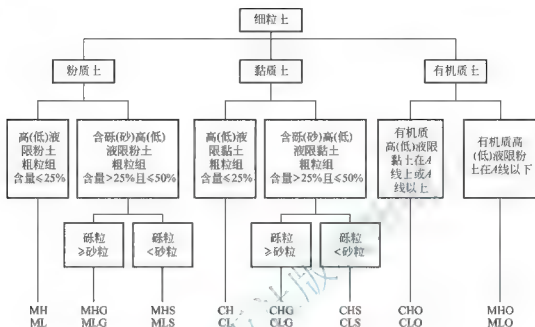 细粒土
粉质土
黏质土
有机质土
高(低)液
限粉土
粗粒组
含量≤25%
含砾(砂)高(低)
液限粉土
粗粒组
含量>25%且≤50%
高(低)液
限黏土
粗粒组
含量≤25%
含砾(砂)高(低)
液限黏土
粗粒组
含量>25%且≤50%
有机质
高(低)液限
黏土在A
线上或A
线以上
有机质高
(低)液限粉
土在A线以下
砾粒
≥砂粒
砾粒
<砂粒
砾粒
≥砂粒
砾粒
<砂粒
MH
ML
MHG
MLG
MHS
MLS
CH
CL
CHG
CLG
CHS
CLS
CHO
CLO
MHO
MLO